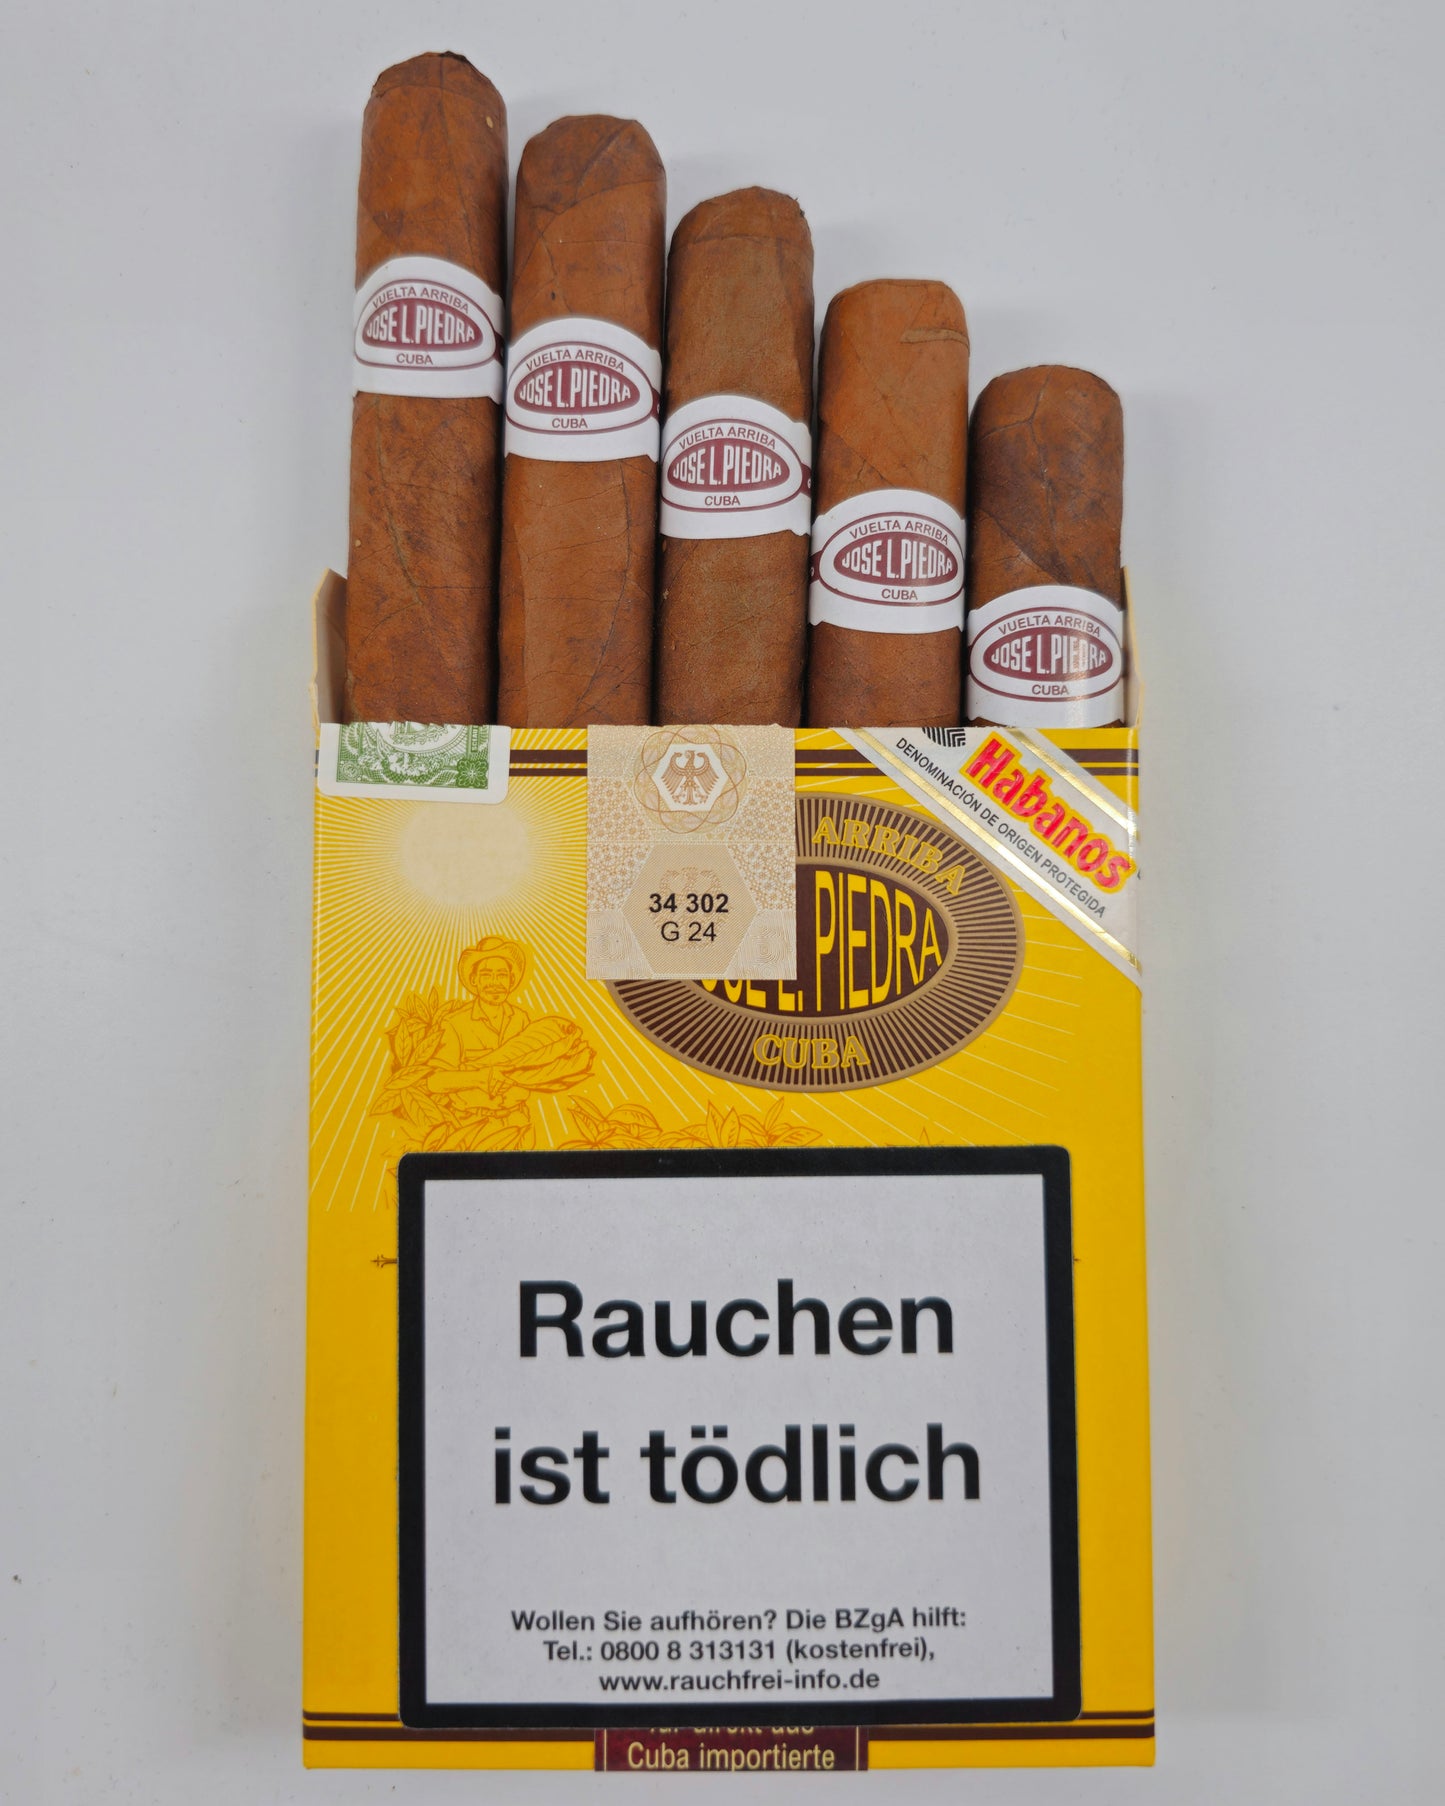 VUELTA ARRIBA
JOSE L. PIEDRA
CUBA
VUELTA ARRIBA
JOSE L. PIEDRA
CUBA
VUELTA ARRIBA
JOSE L. PIEDRA
CUBA
VUELTA ARRIBA
JOSE L. PIEDRA
CUBA
VUELTA ARRIBA
JOSE L. PIEDRA
CUBA
Habanos
DENOMINACIÓN DE ORIGEN PROTEGIDA
34 302
G 24
ARRIBA
JOSE L. PIEDRA
CUBA
Rauchen
ist tödlich
Wollen Sie aufhören? Die BZgA hilft:
Tel.: 0800 8 313131 (kostenfrei),
www.rauchfrei-info.de
Cuba importierte